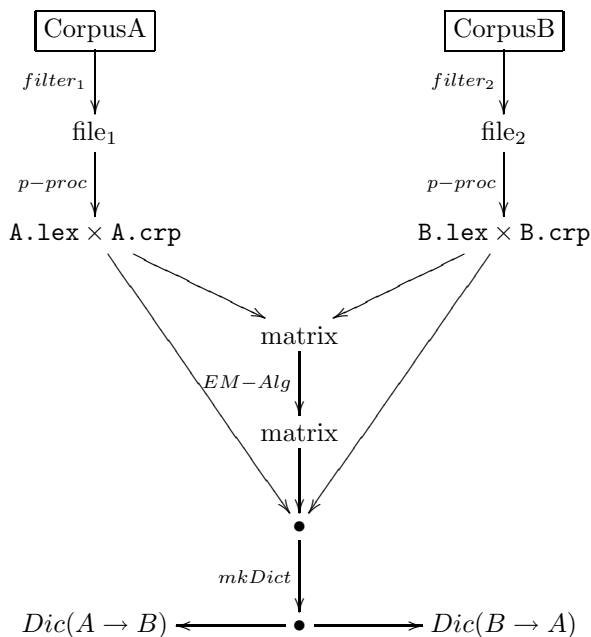 CorpusA CorpusB
filter₁ filter₂
file₁ file₂
p−proc p−proc
A.lex × A.crp B.lex × B.crp
matrix
EM−Alg
matrix
mkDict
Dic(A → B) Dic(B → A)